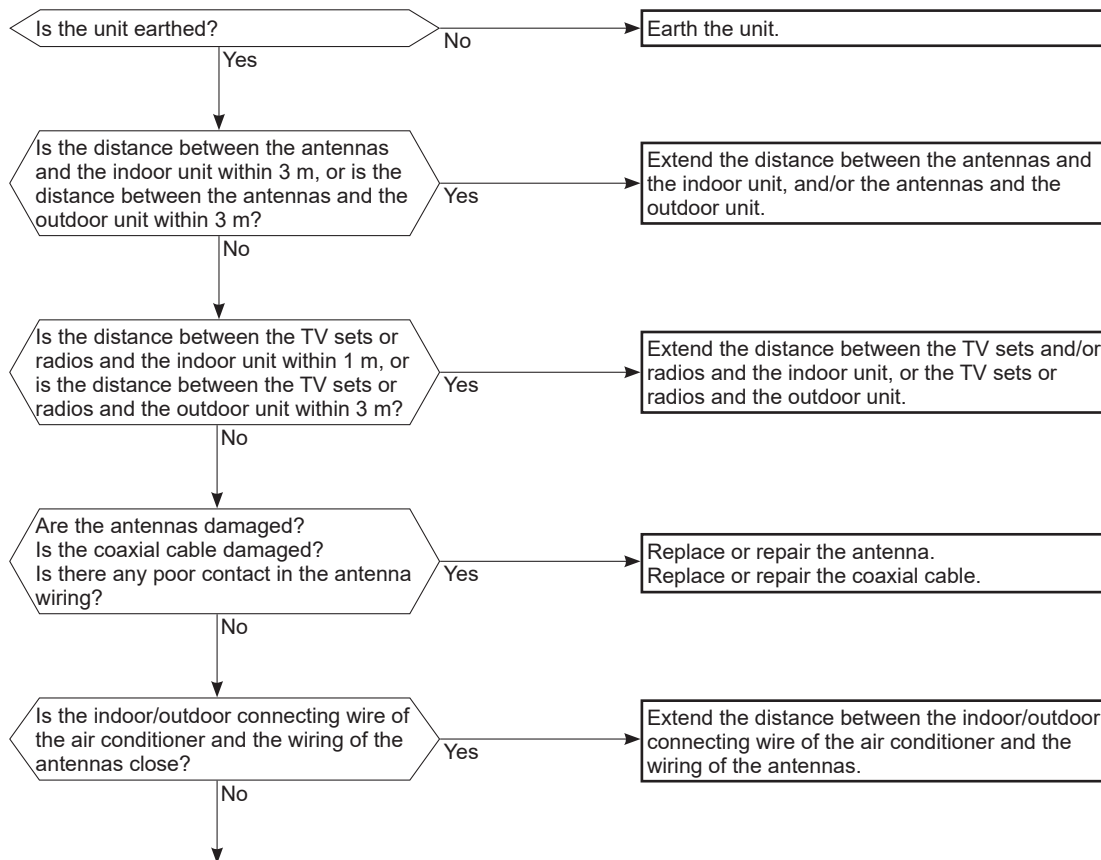 Is the unit earthed?
No
Earth the unit.
Yes
Is the distance between the antennas
and the indoor unit within 3 m, or is the
distance between the antennas and the
outdoor unit within 3 m?
Yes
Extend the distance between the antennas and
the indoor unit, and/or the antennas and the
outdoor unit.
No
Is the distance between the TV sets or
radios and the indoor unit within 1 m, or
is the distance between the TV sets or
radios and the outdoor unit within 3 m?
Yes
Extend the distance between the TV sets and/or
radios and the indoor unit, or the TV sets or
radios and the outdoor unit.
No
Are the antennas damaged?
Is the coaxial cable damaged?
Is there any poor contact in the antenna
wiring?
Yes
Replace or repair the antenna.
Replace or repair the coaxial cable.
No
Is the indoor/outdoor connecting wire of
the air conditioner and the wiring of the
antennas close?
Yes
Extend the distance between the indoor/outdoor
connecting wire of the air conditioner and the
wiring of the antennas.
No